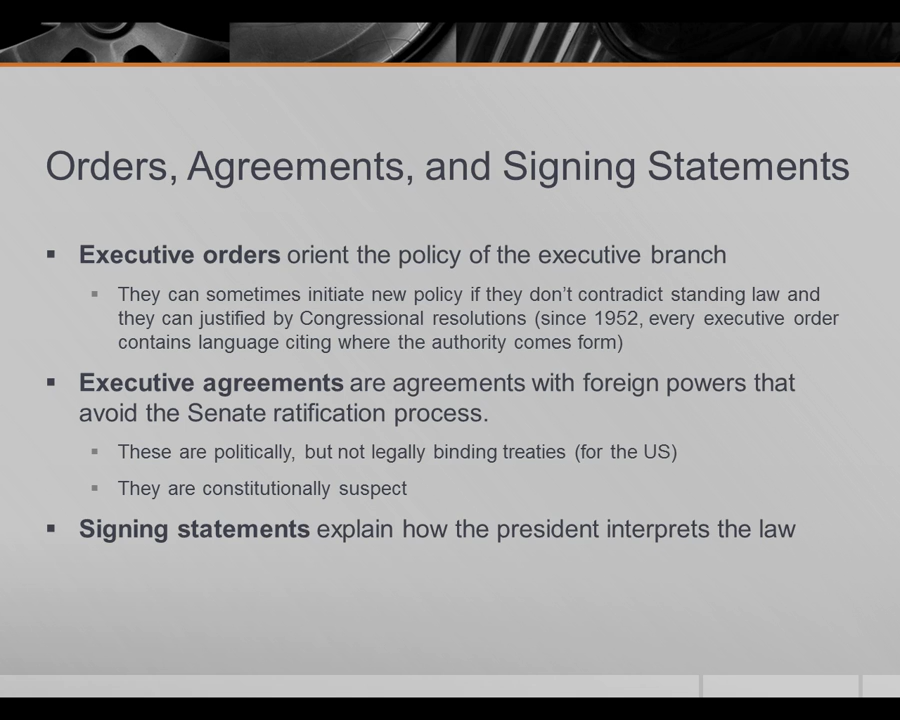 Orders, Agreements, and Signing Statements
▪ Executive orders orient the policy of the executive branch
▪ They can sometimes initiate new policy if they don’t contradict standing law and
they can justified by Congressional resolutions (since 1952, every executive order
contains language citing where the authority comes form)
▪ Executive agreements are agreements with foreign powers that
avoid the Senate ratification process.
▪ These are politically, but not legally binding treaties (for the US)
▪ They are constitutionally suspect
▪ Signing statements explain how the president interprets the law